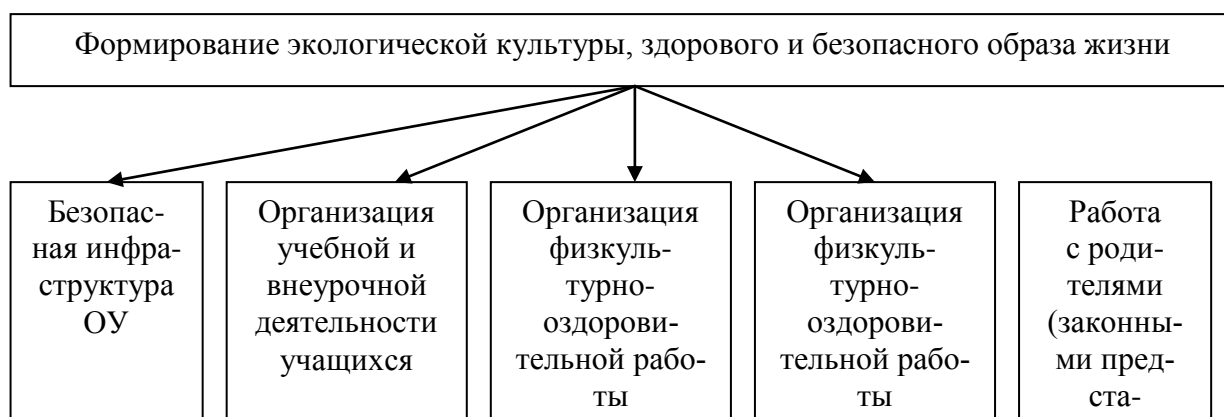 Формирование экологической культуры, здорового и безопасного образа жизни
Безопас-
ная инфра-
структура
ОУ
Организация
учебной и
внеурочной
деятельности
учащихся
Организация
физкуль-
турно-
оздорови-
тельной рабо-
ты
Организация
физкуль-
турно-
оздорови-
тельной рабо-
ты
Работа
с роди-
телями
(законны-
ми пред-
ста-